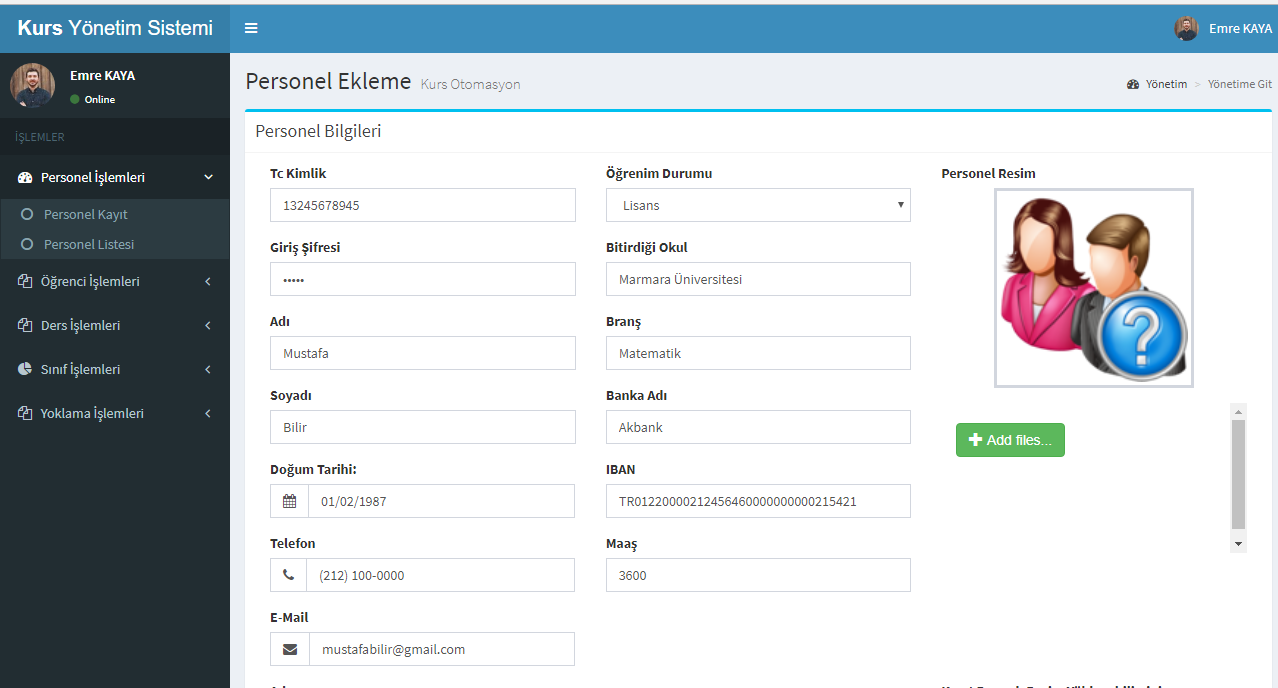 Kurs Yönetim Sistemi
Emre KAYA
Emre KAYA
Online
İŞLEMLER
Personel İşlemleri
Personel Kayıt
Personel Listesi
Öğrenci İşlemleri
Ders İşlemleri
Sınıf İşlemleri
Yoklama İşlemleri
Personel Ekleme Kurs Otomasyon
Yönetim > Yönetime Git
Personel Bilgileri
Tc Kimlik
13245678945
Giriş Şifresi
•••••
Adı
Mustafa
Soyadı
Bilir
Doğum Tarihi:
01/02/1987
Telefon
(212) 100-0000
E-Mail
mustafabilir@gmail.com
Öğrenim Durumu
Lisans
Bitirdiği Okul
Marmara Üniversitesi
Branş
Matematik
Banka Adı
Akbank
IBAN
TR01220000212456460000000000215421
Maaş
3600
Personel Resim
?
Add files...